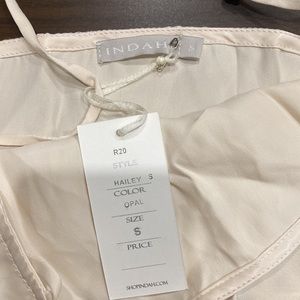 INDAH
S
R20
STYLE
HAILEY S
COLOR
OPAL
SIZE
S
PRICE
SHOPINDAH.COM